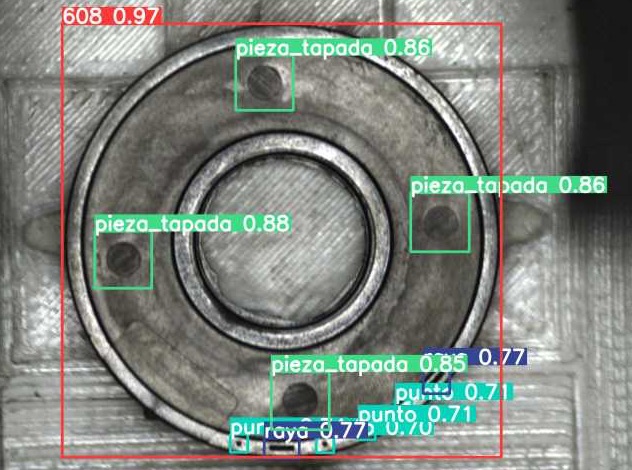 608 0.97
pieza_tapada 0.86
pieza_tapada 0.86
pieza_tapada 0.88
0.77
pieza_tapada 0.85
punto 0.71
punto 0.71
raya 0.77
0.70